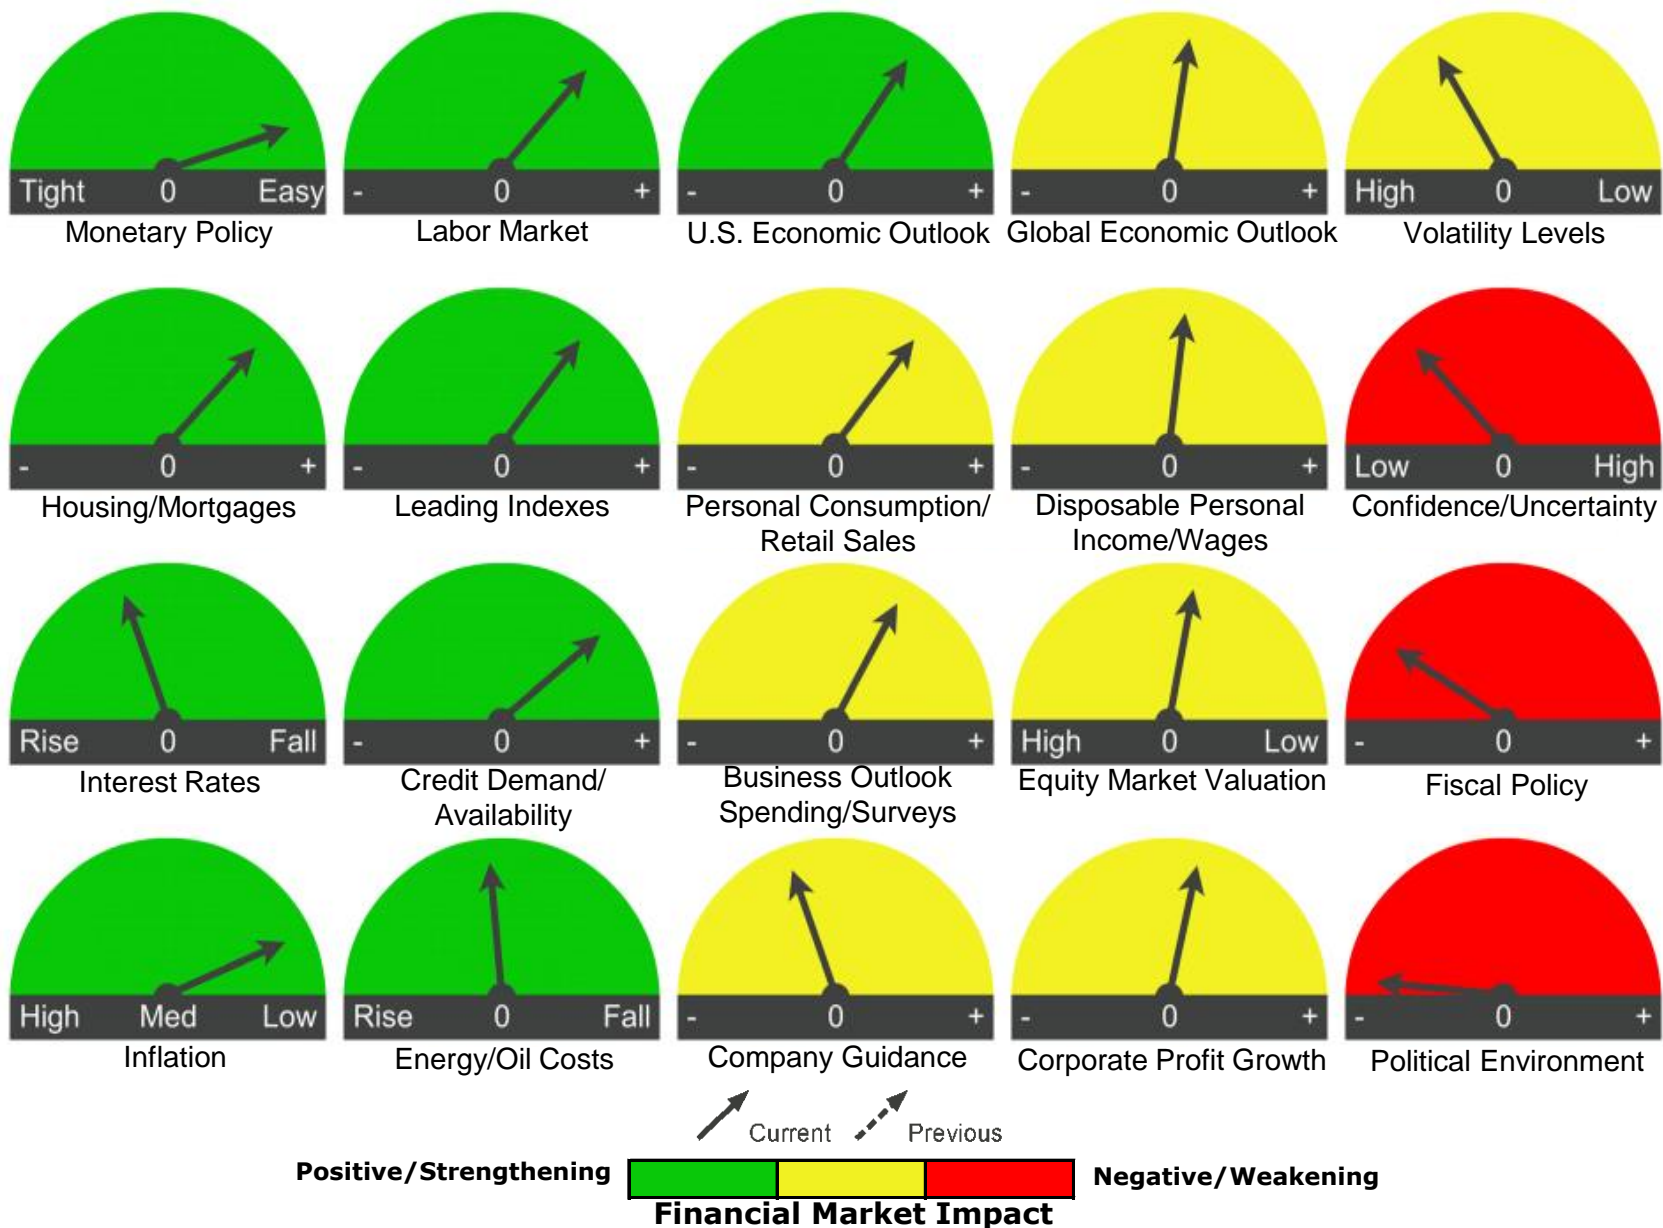 Tight 0 Easy
- 0 +
- 0 +
- 0 +
High 0 Low
Monetary Policy
Labor Market
U.S. Economic Outlook
Global Economic Outlook
Volatility Levels
- 0 +
- 0 +
- 0 +
- 0 +
Low 0 High
Housing/Mortgages
Leading Indexes
Personal Consumption/
Retail Sales
Disposable Personal
Income/Wages
Confidence/Uncertainty
Rise 0 Fall
- 0 +
- 0 +
High 0 Low
- 0 +
Interest Rates
Credit Demand/
Availability
Business Outlook
Spending/Surveys
Equity Market Valuation
Fiscal Policy
High Med Low
Rise 0 Fall
- 0 +
- 0 +
- 0 +
Inflation
Energy/Oil Costs
Company Guidance
Corporate Profit Growth
Political Environment
Current
Previous
Positive/Strengthening
Negative/Weakening
Financial Market Impact